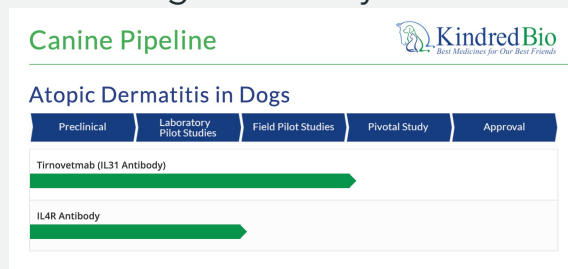 Canine Pipeline
KindredBio
Best Medicines for Our Best Friends
Atopic Dermatitis in Dogs
Preclinical
Laboratory
Pilot Studies
Field Pilot Studies
Pivotal Study
Approval
Tirnovetmab (IL31 Antibody)
IL4R Antibody